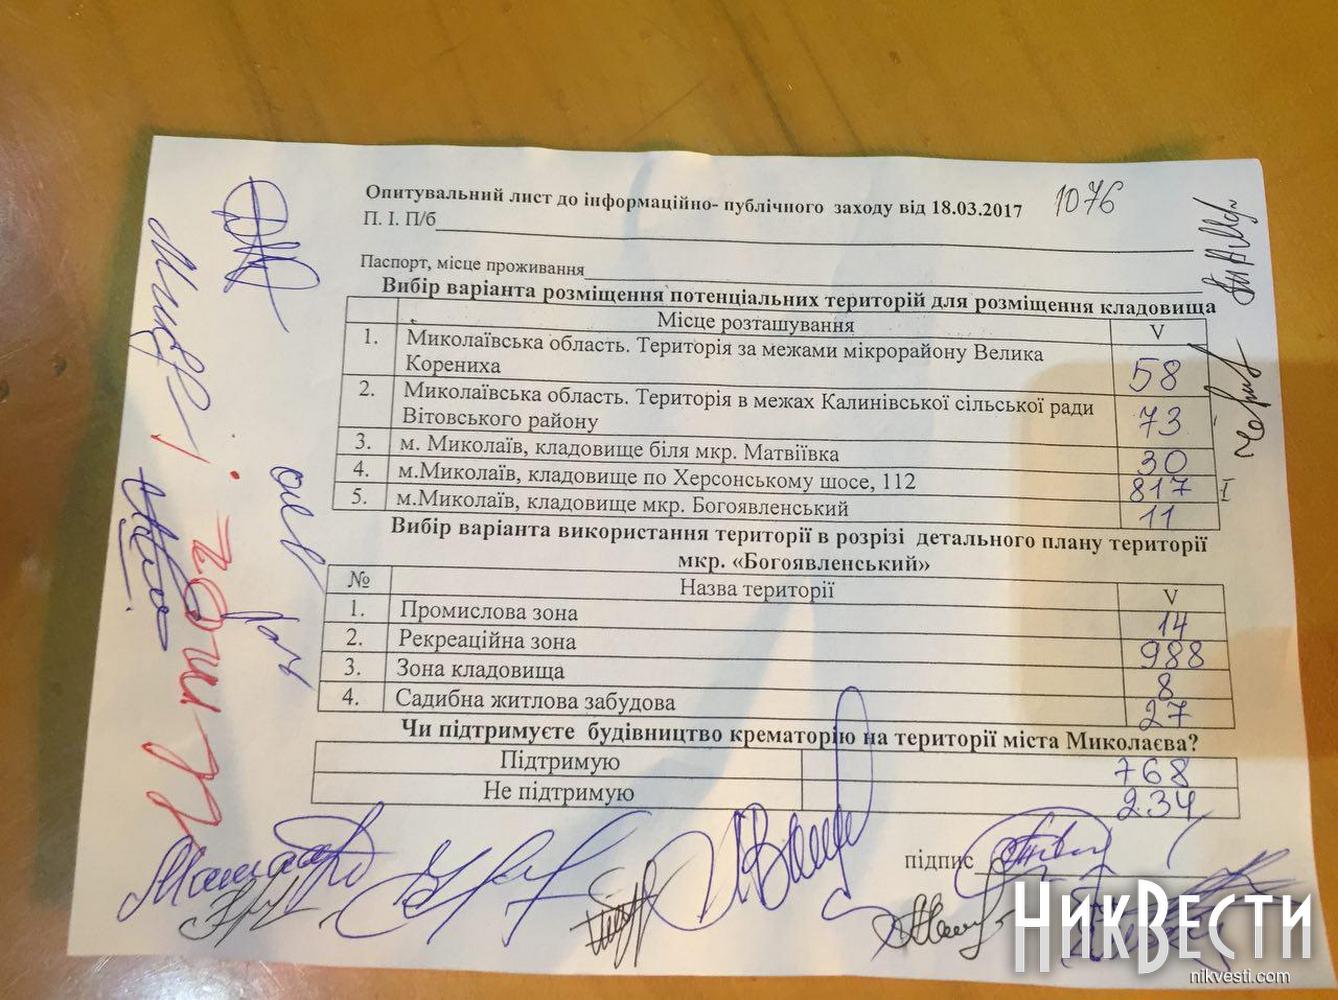 Опитувальний лист до інформаційно- публічного заходу від 18.03.2017
1076
П. І. П/б
Паспорт, місце проживання
Вибір варіанта розміщення потенціальних територій для розміщення кладовища
Місце розташування V
1. Миколаївська область. Територія за межами мікрорайону Велика
Корениха 58
2. Миколаївська область. Територія в межах Калинівської сільської ради
Вітовського району 73
3. м. Миколаїв, кладовище біля мкр. Матвіївка 30
4. м.Миколаїв, кладовище по Херсонському шосе, 112 817 I
5. м.Миколаїв, кладовище мкр. Богоявленський 11
Вибір варіанта використання території в розрізі детального плану території
мкр. «Богоявленський»
№ Назва території V
1. Промислова зона 14
2. Рекреаційна зона 988
3. Зона кладовища 8
4. Садибна житлова забудова 27
Чи підтримуєте будівництво крематорію на території міста Миколаєва?
Підтримую 768
Не підтримую 234
підпис
НикВести
nikvesti.com